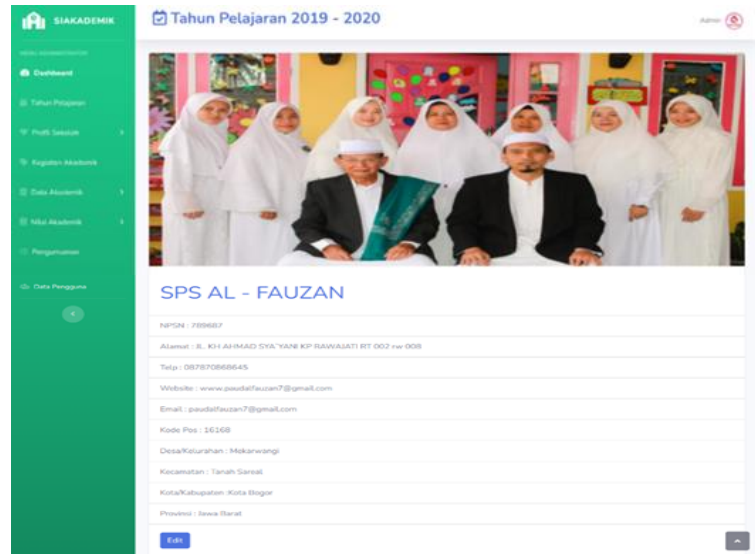 SIAKADEMIK
Tahun Pelajaran 2019 - 2020
Admin
MENU ADMINISTRATOR
Dashboard
Tahun Pelajaran
Profil Sekolah
Kegiatan Akademik
Data Akademik
Nilai Akademik
Pengumuman
Data Pengguna
SPS AL - FAUZAN
NPSN : 789687
Alamat : JL. KH AHMAD SYA`YANI KP RAWAJATI RT 002 rw 008
Telp : 087870868645
Website : www.paudalfauzan7@gmail.com
Email : paudalfauzan7@gmail.com
Kode Pos : 16168
Desa/Kelurahan : Mekarwangi
Kecamatan : Tanah Sareal
Kota/Kabupaten :Kota Bogor
Provinsi : Jawa Barat
Edit